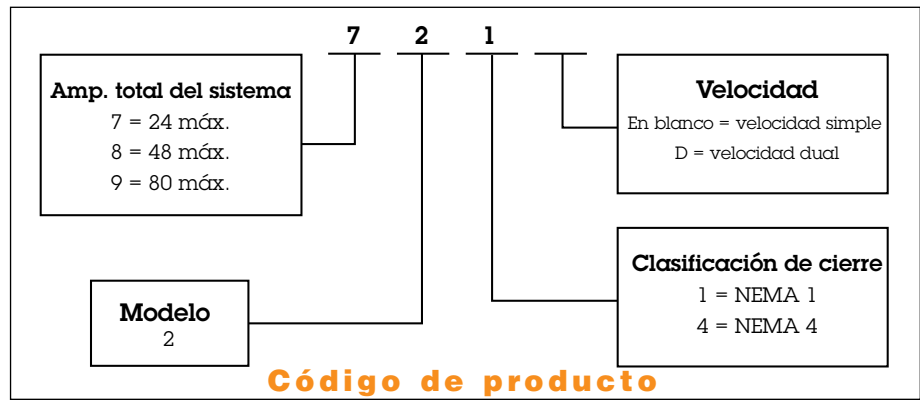 7 2 1
Amp. total del sistema
7 = 24 máx.
8 = 48 máx.
9 = 80 máx.
Velocidad
En blanco = velocidad simple
D = velocidad dual
Modelo
2
Clasificación de cierre
1 = NEMA 1
4 = NEMA 4
Código de producto